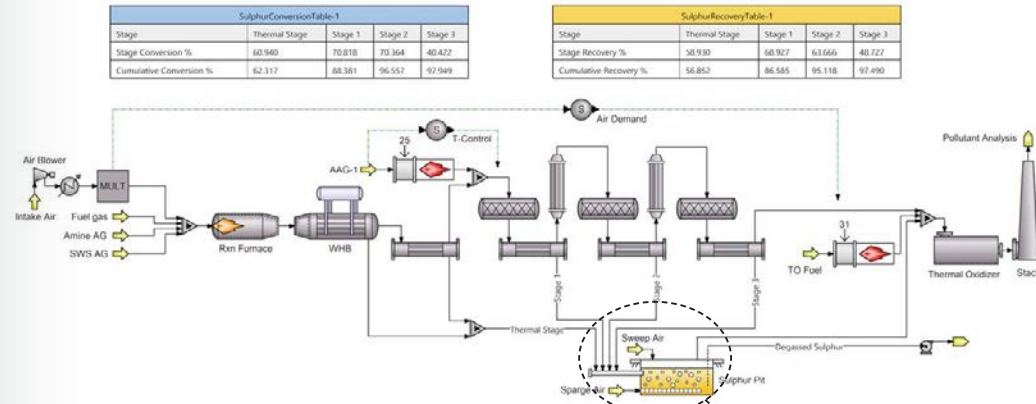 SulphurConversionTable-1
Stage Thermal Stage Stage 1 Stage 2 Stage 3
Stage Conversion % 60.940 70.818 70.364 40.422
Cumulative Conversion % 62.317 88.381 96.557 97.949
SulphurRecoveryTable-1
Stage Thermal Stage Stage 1 Stage 2 Stage 3
Stage Recovery % 58.930 68.927 63.666 48.727
Cumulative Recovery % 56.852 86.585 95.118 97.490
S
Air Demand
S
T-Control
Pollutant Analysis
25
Air Blower
AAG-1
MULT
Intake Air
Fuel gas
Amine AG
SWS AG
Rxn Furnace
WHB
31
TO Fuel
Thermal Oxidizer
Stac
Stage 1
Stage 2
Stage 3
Thermal Stage
Sweep Air
Degassed Sulphur
Sulphur Pit
Sparge Air